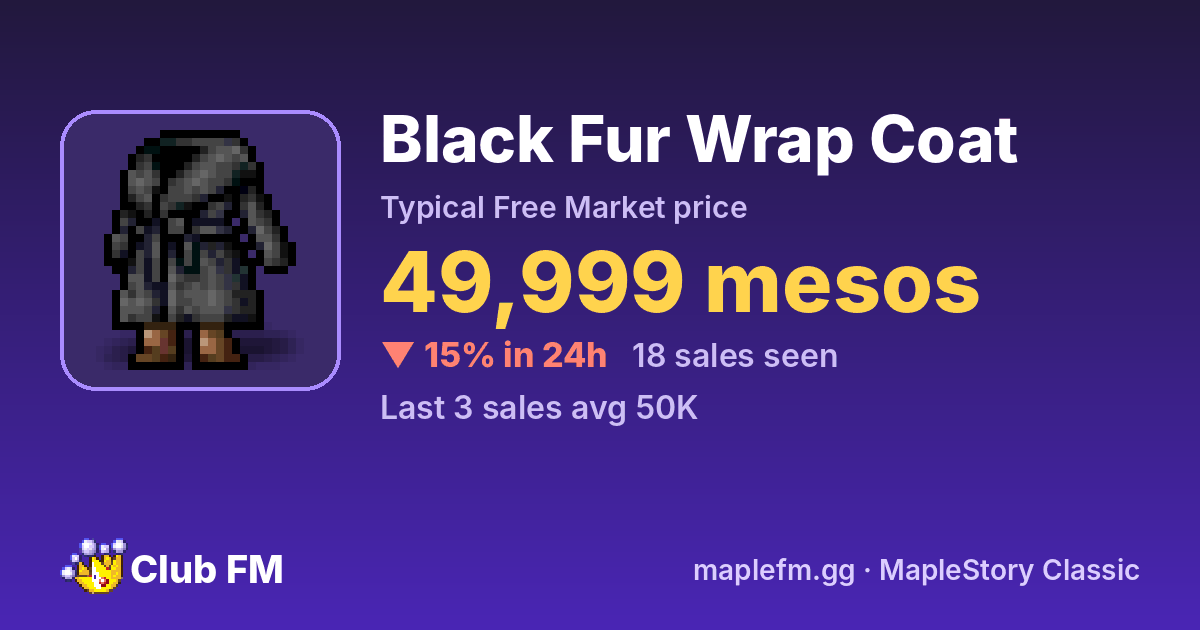 Black Fur Wrap Coat
Typical Free Market price
49,999 mesos
▼ 15% in 24h 18 sales seen
Last 3 sales avg 50K
Club FM
maplefm.gg · MapleStory Classic